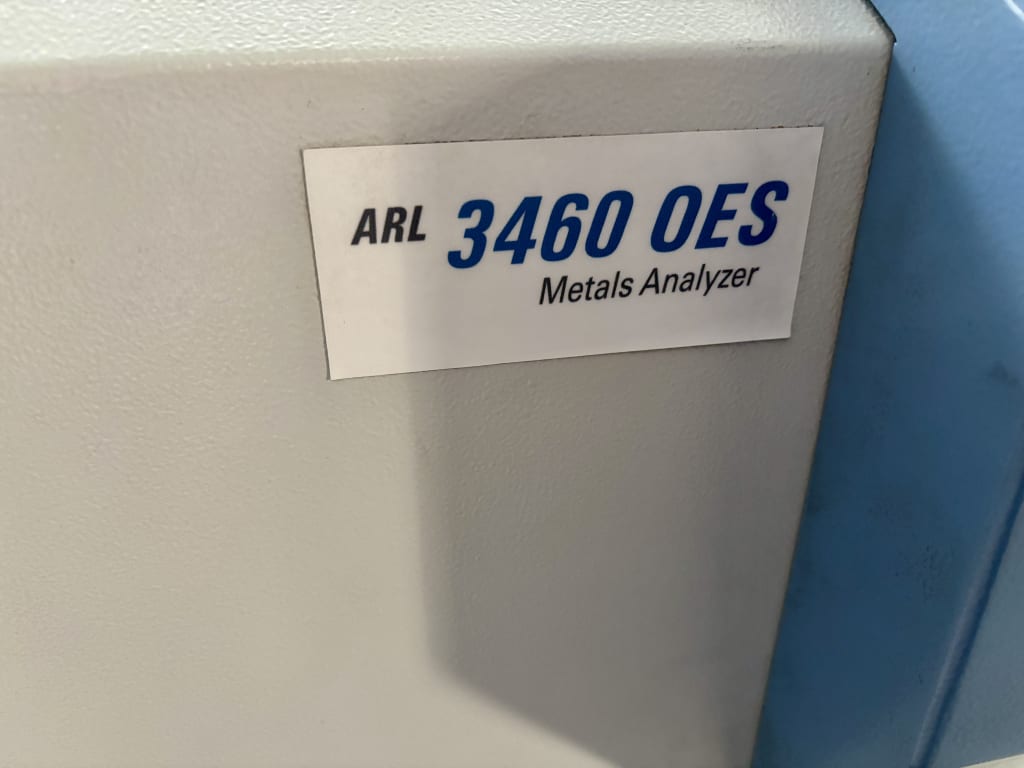 ARL 3460 OES
Metals Analyzer